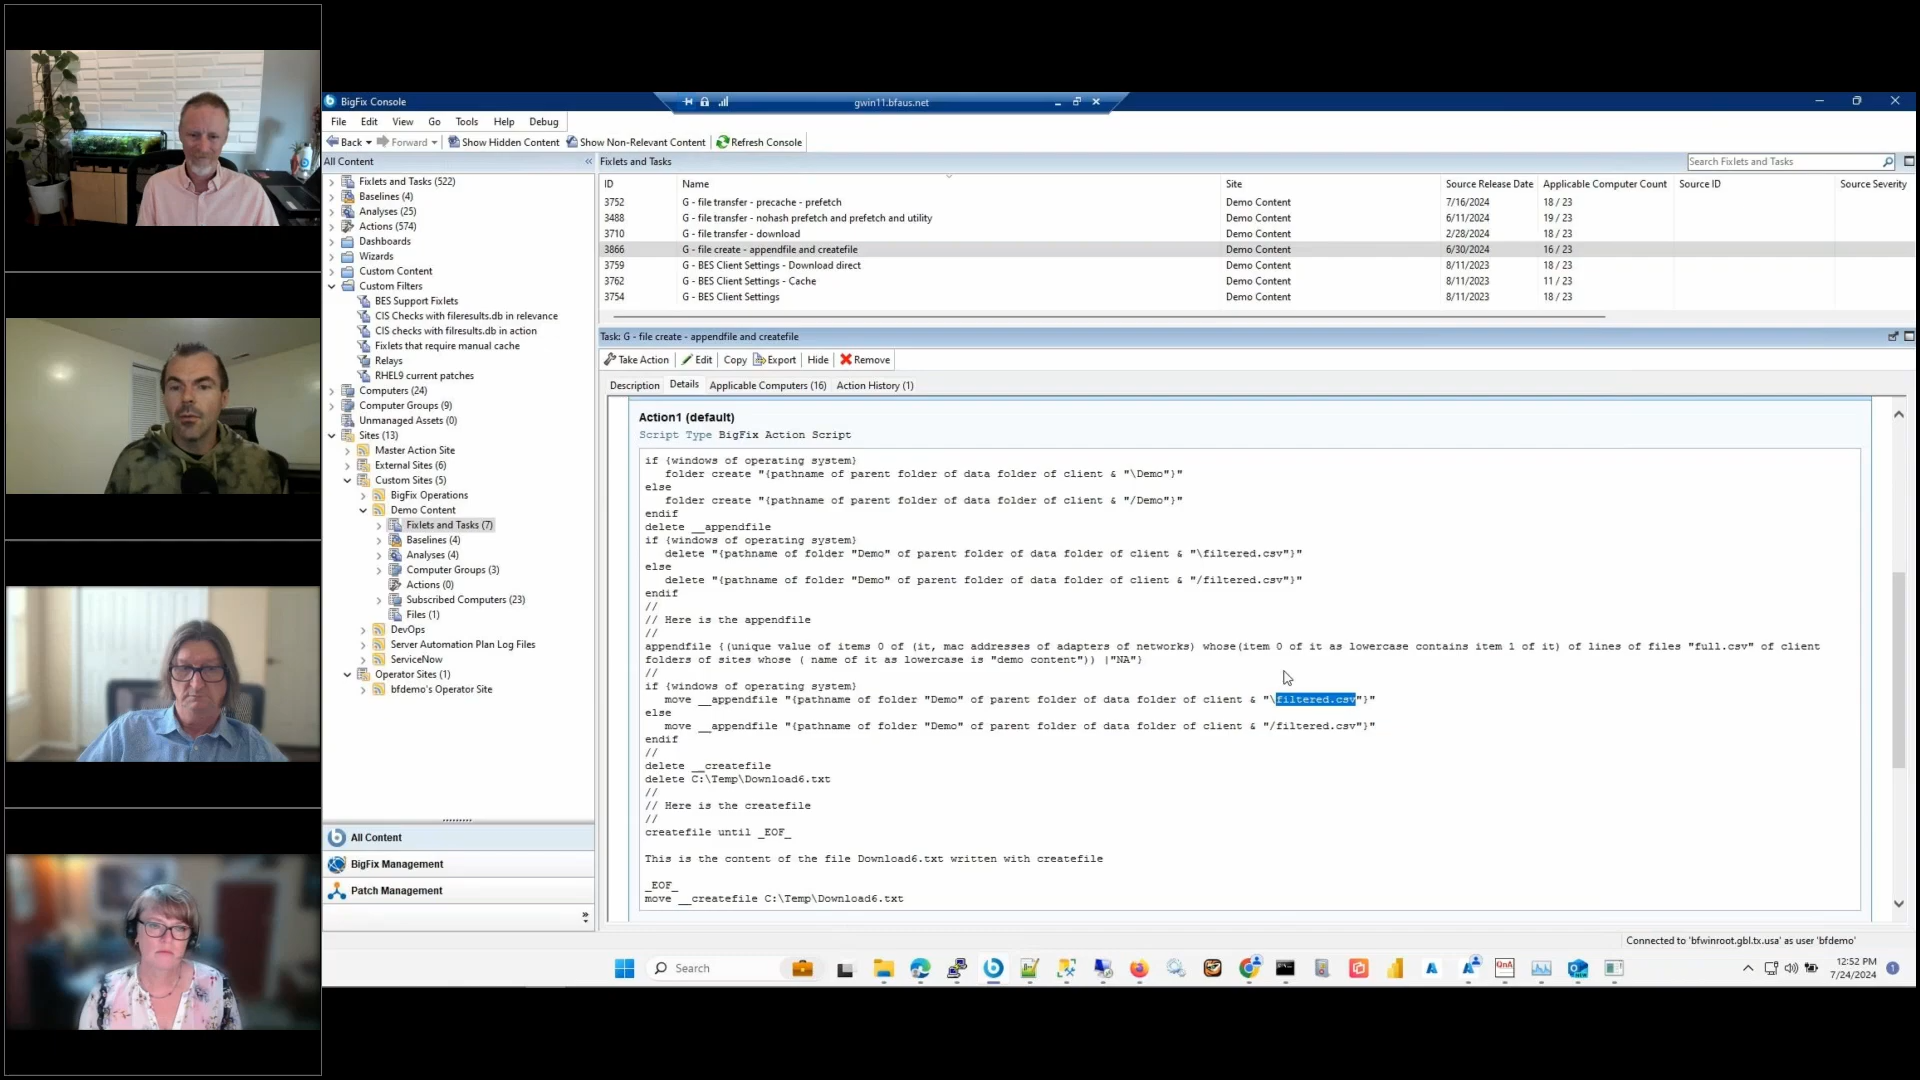 BigFix Console
gwin11.bfaus.net
File Edit View Go Tools Help Debug
Back Forward Show Hidden Content Show Non-Relevant Content Refresh Console
All Content «
Fixlets and Tasks (522)
Baselines (4)
Analyses (25)
Actions (574)
Dashboards
Wizards
Custom Content
Custom Filters
BES Support Fixlets
CIS Checks with fileresults.db in relevance
CIS checks with filresults.db in action
Fixlets that require manual cache
Relays
RHEL9 current patches
Computers (24)
Computer Groups (9)
Unmanaged Assets (0)
Sites (13)
Master Action Site
External Sites (6)
Custom Sites (5)
BigFix Operations
Demo Content
Fixlets and Tasks (7)
Baselines (4)
Analyses (4)
Computer Groups (3)
Actions (0)
Subscribed Computers (23)
Files (1)
DevOps
Server Automation Plan Log Files
ServiceNow
Operator Sites (1)
bfdemo's Operator Site
All Content
BigFix Management
Patch Management
»
Fixlets and Tasks
Search Fixlets and Tasks
ID Name Site Source Release Date Applicable Computer Count Source ID Source Severity
3752 G - file transfer - precache - prefetch Demo Content 7/16/2024 18 / 23
3488 G - file transfer - nohash prefetch and prefetch and utility Demo Content 6/11/2024 19 / 23
3710 G - file transfer - download Demo Content 2/28/2024 18 / 23
3866 G - file create - appendfile and createfile Demo Content 6/30/2024 16 / 23
3759 G - BES Client Settings - Download direct Demo Content 8/11/2023 18 / 23
3762 G - BES Client Settings - Cache Demo Content 8/11/2023 11 / 23
3754 G - BES Client Settings Demo Content 8/11/2023 18 / 23
Task: G - file create - appendfile and createfile
Take Action Edit Copy Export Hide Remove
Description Details Applicable Computers (16) Action History (1)
Action1 (default)
Script Type BigFix Action Script
if {windows of operating system}
folder create "{pathname of parent folder of data folder of client & "\Demo"}"
else
folder create "{pathname of parent folder of data folder of client & "/Demo"}"
endif
delete __appendfile
if {windows of operating system}
delete "{pathname of folder "Demo" of parent folder of data folder of client & "\filtered.csv"}"
else
delete "{pathname of folder "Demo" of parent folder of data folder of client & "/filtered.csv"}"
endif
//
// Here is the appendfile
//
appendfile {(unique value of items 0 of (it, mac addresses of adapters of networks) whose(item 0 of it as lowercase contains item 1 of it) of lines of files "full.csv" of client
folders of sites whose ( name of it as lowercase is "demo content")) |"NA"}
//
if {windows of operating system}
move __appendfile "{pathname of folder "Demo" of parent folder of data folder of client & "\filtered.csv"}"
else
move __appendfile "{pathname of folder "Demo" of parent folder of data folder of client & "/filtered.csv"}"
endif
//
delete __createfile
delete C:\Temp\Download6.txt
//
// Here is the createfile
//
createfile until _EOF_
This is the content of the file Download6.txt written with createfile
_EOF_
move __createfile C:\Temp\Download6.txt
Connected to 'bfwinroot.gbl.tx.usa' as user 'bfdemo'
Search
QnA
12:52 PM
7/24/2024
1